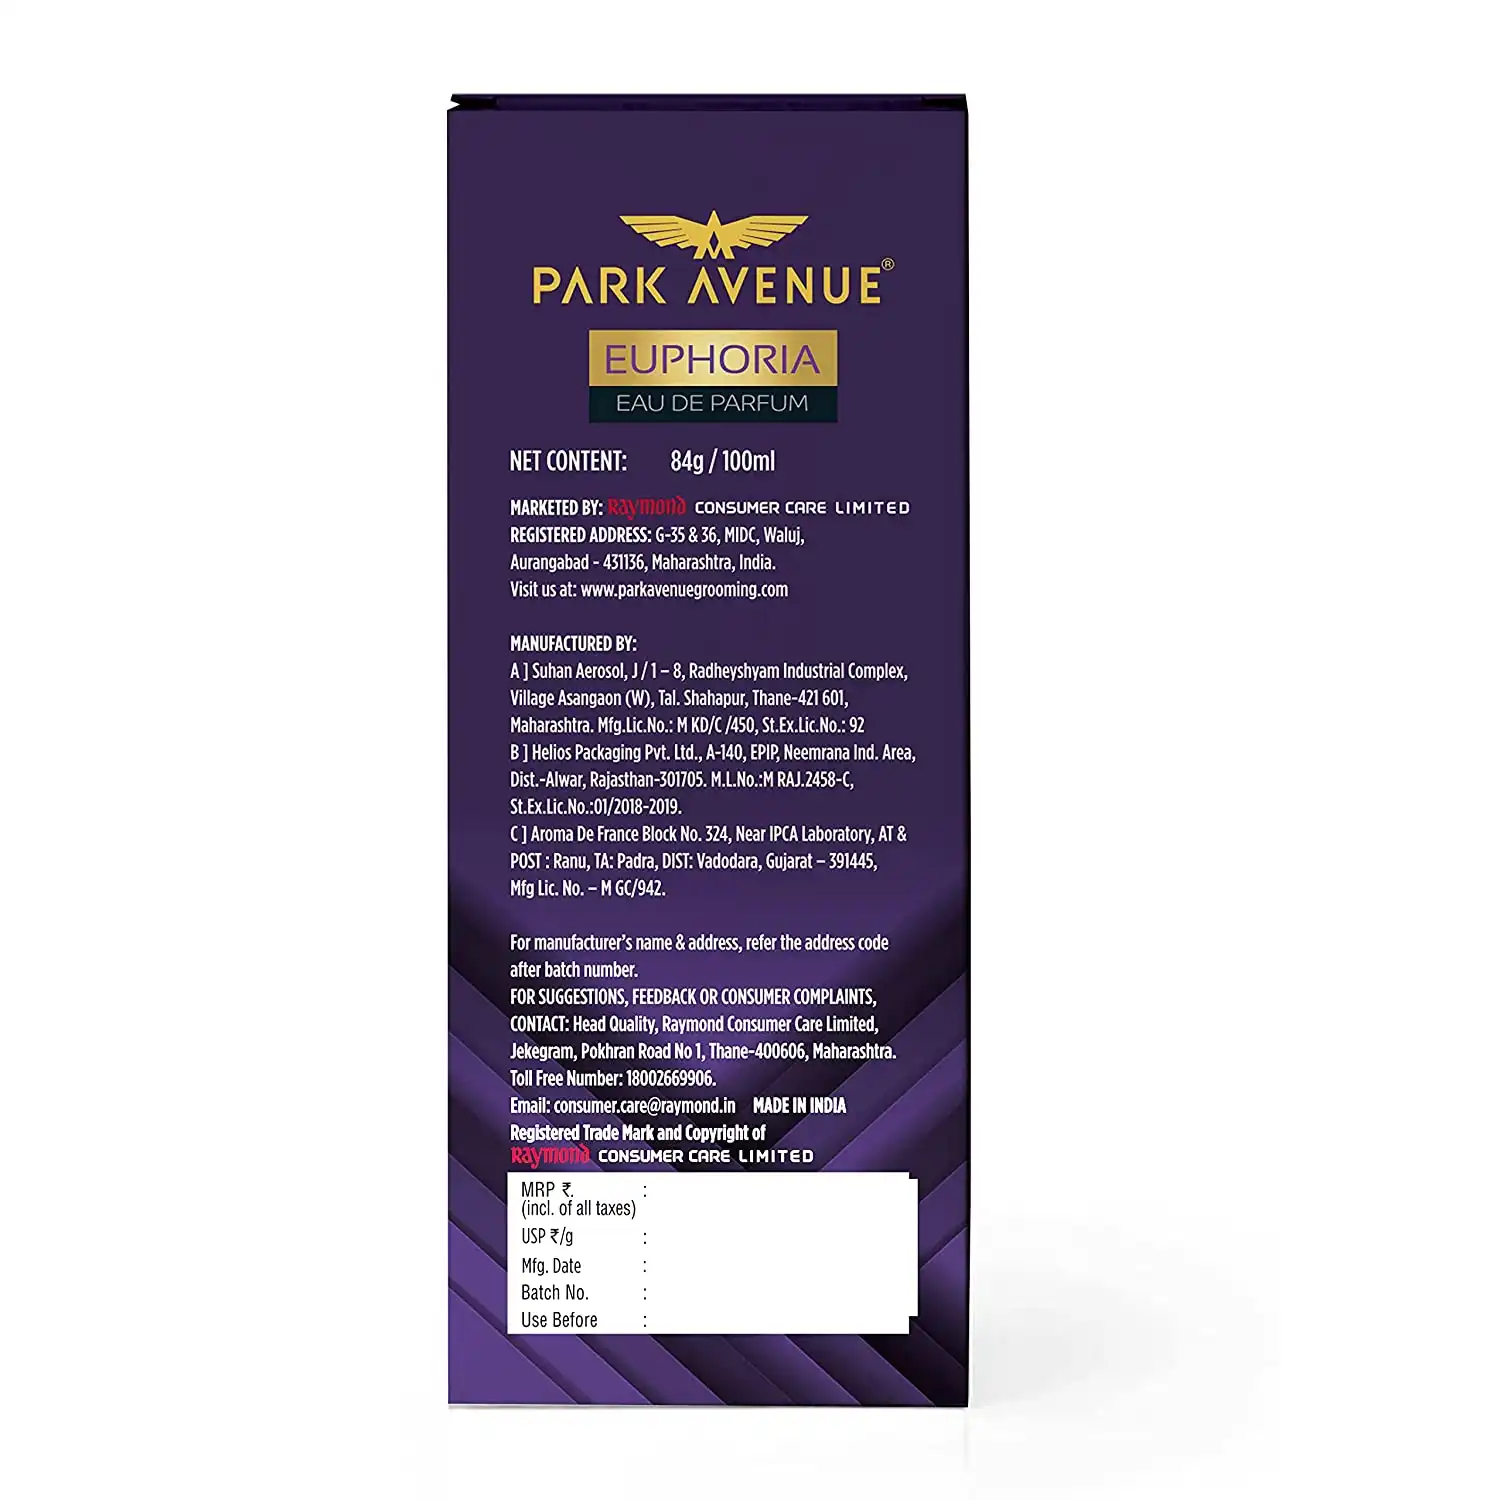 PARK AVENUE®
EUPHORIA
EAU DE PARFUM
NET CONTENT: 84g / 100ml
MARKETED BY: Raymond CONSUMER CARE LIMITED
REGISTERED ADDRESS: G-35 & 36, MIDC, Waluj,
Aurangabad - 431136, Maharashtra, India.
Visit us at: www.parkavenuegrooming.com
MANUFACTURED BY:
A ] Suhan Aerosol, J / 1 – 8, Radheyshyam Industrial Complex,
Village Asangaon (W), Tal. Shahapur, Thane-421 601,
Maharashtra. Mfg.Lic.No.: M KD/C /450, St.Ex.Lic.No.: 92
B ] Helios Packaging Pvt. Ltd., A-140, EPIP, Neemrana Ind. Area,
Dist.-Alwar, Rajasthan-301705. M.L.No.:M RAJ.2458-C,
St.Ex.Lic.No.:01/2018-2019.
C ] Aroma De France Block No. 324, Near IPCA Laboratory, AT &
POST : Ranu, TA: Padra, DIST: Vadodara, Gujarat – 391445,
Mfg Lic. No. – M GC/942.
For manufacturer's name & address, refer the address code
after batch number.
FOR SUGGESTIONS, FEEDBACK OR CONSUMER COMPLAINTS,
CONTACT: Head Quality, Raymond Consumer Care Limited,
Jekegram, Pokhran Road No 1, Thane-400606, Maharashtra.
Toll Free Number: 18002669906.
Email: consumer.care@raymond.in MADE IN INDIA
Registered Trade Mark and Copyright of
Raymond CONSUMER CARE LIMITED
MRP ₹. :
(incl. of all taxes)
USP ₹/g :
Mfg. Date :
Batch No. :
Use Before :